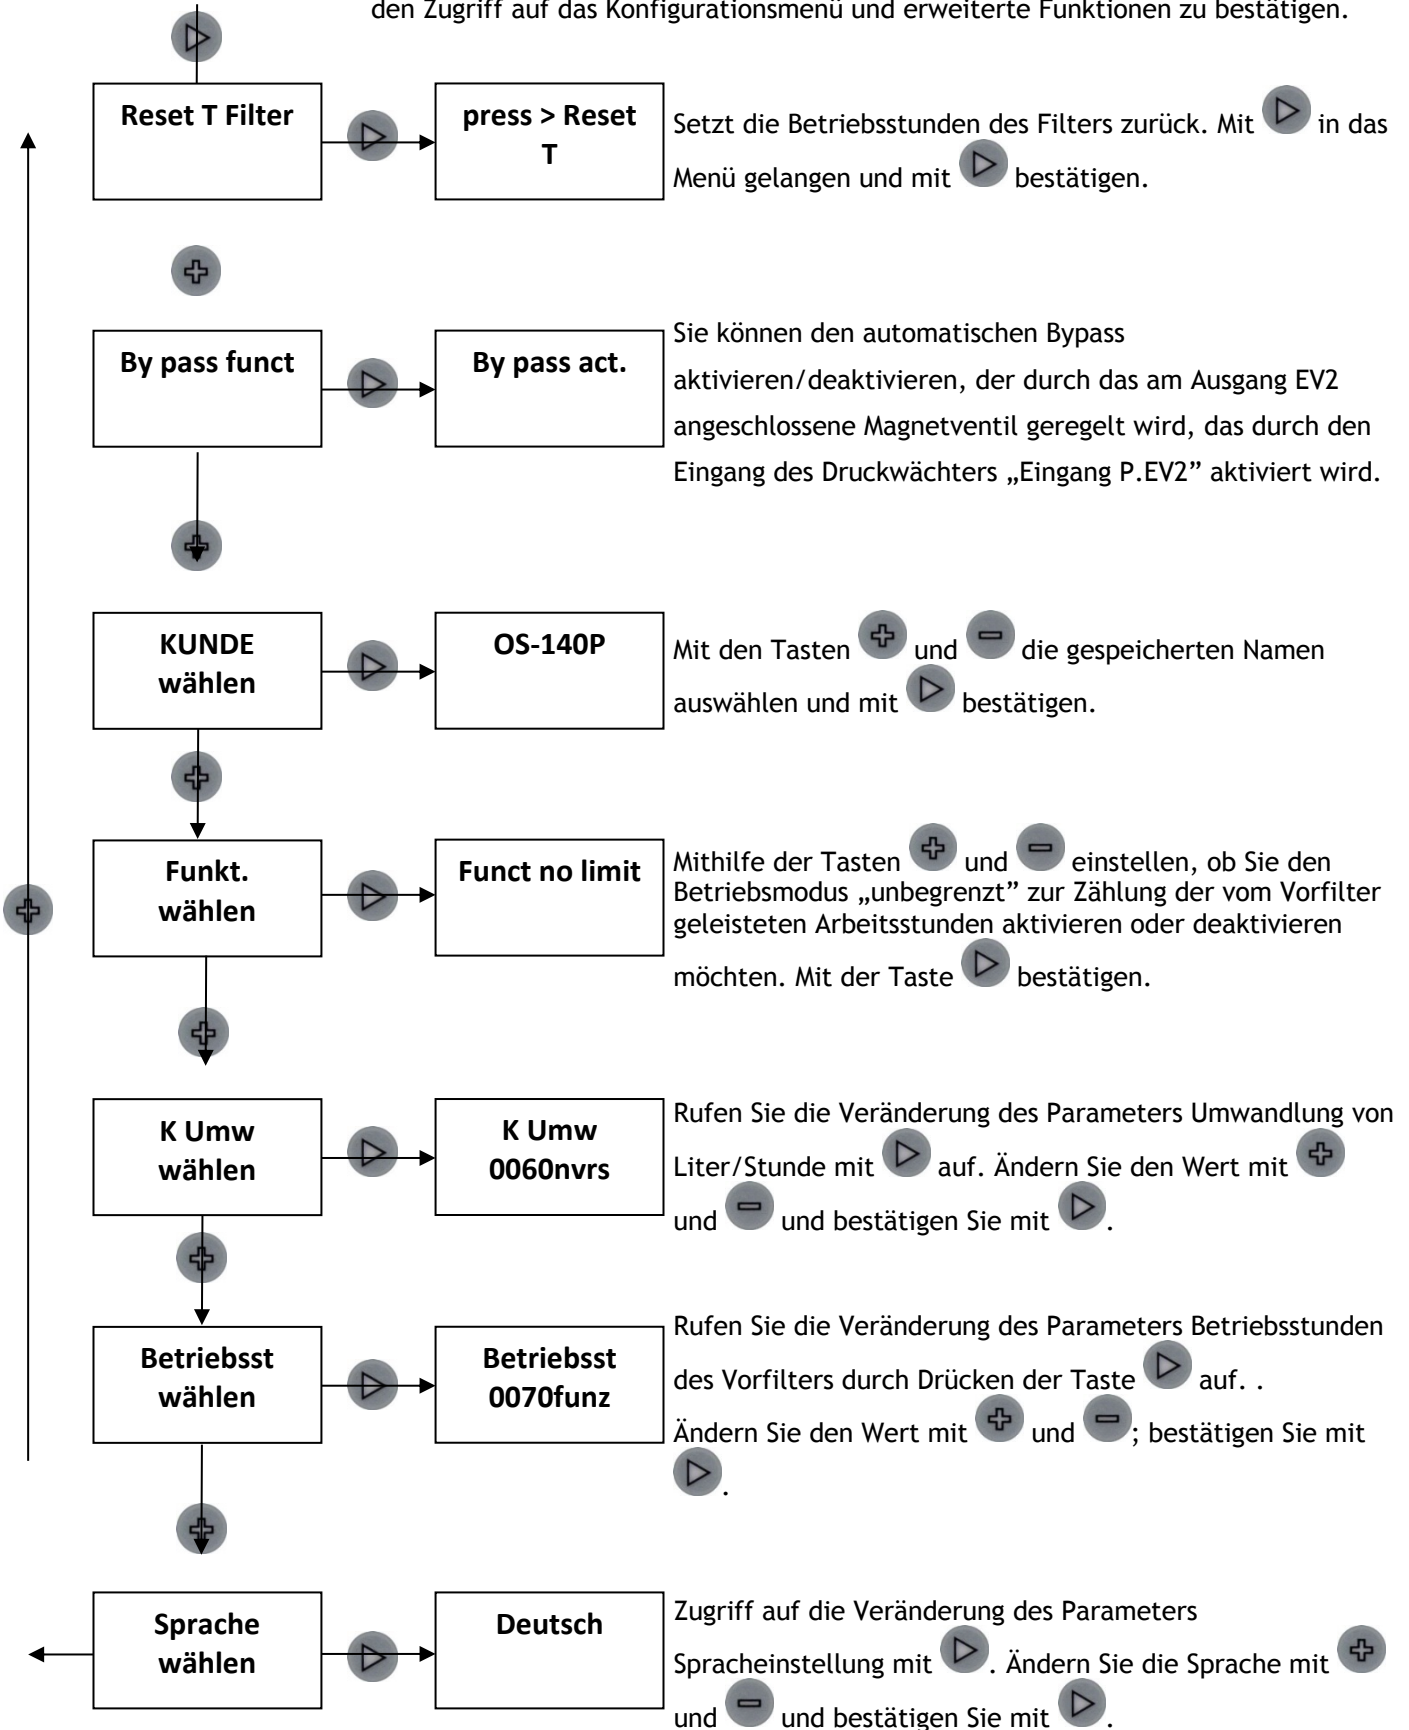 den Zugriff auf das Konfigurationsmenü und erweiterte Funktionen zu bestätigen.
Reset T Filter
press > Reset
T
Setzt die Betriebsstunden des Filters zurück. Mit in das
Menü gelangen und mit bestätigen.
By pass funct
By pass act.
Sie können den automatischen Bypass
aktivieren/deaktivieren, der durch das am Ausgang EV2
angeschlossene Magnetventil geregelt wird, das durch den
Eingang des Druckwächters „Eingang P.EV2” aktiviert wird.
KUNDE
wählen
OS-140P
Mit den Tasten und die gespeicherten Namen
auswählen und mit bestätigen.
Funkt.
wählen
Funct no limit
Mithilfe der Tasten und einstellen, ob Sie den
Betriebsmodus „unbegrenzt” zur Zählung der vom Vorfilter
geleisteten Arbeitsstunden aktivieren oder deaktivieren
möchten. Mit der Taste bestätigen.
K Umw
wählen
K Umw
0060nvrs
Rufen Sie die Veränderung des Parameters Umwandlung von
Liter/Stunde mit auf. Ändern Sie den Wert mit
und und bestätigen Sie mit .
Betriebsst
wählen
Betriebsst
0070funz
Rufen Sie die Veränderung des Parameters Betriebsstunden
des Vorfilters durch Drücken der Taste auf. .
Ändern Sie den Wert mit und ; bestätigen Sie mit
.
Sprache
wählen
Deutsch
Zugriff auf die Veränderung des Parameters
Spracheinstellung mit . Ändern Sie die Sprache mit
und und bestätigen Sie mit .